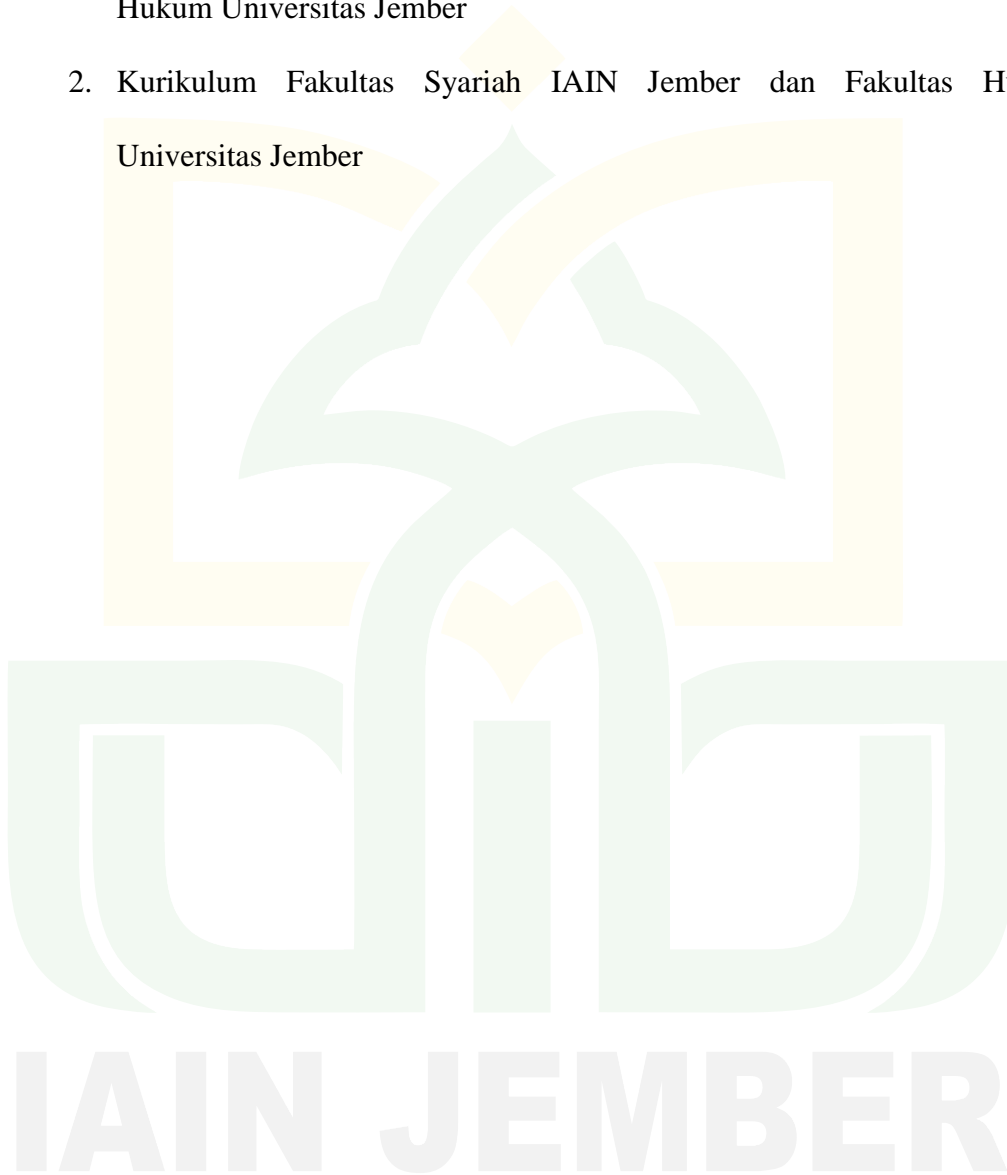 Hukum Universitas Jember
2. Kurikulum Fakultas Syariah IAIN Jember dan Fakultas
Universitas Jember
IAIN JEMBER